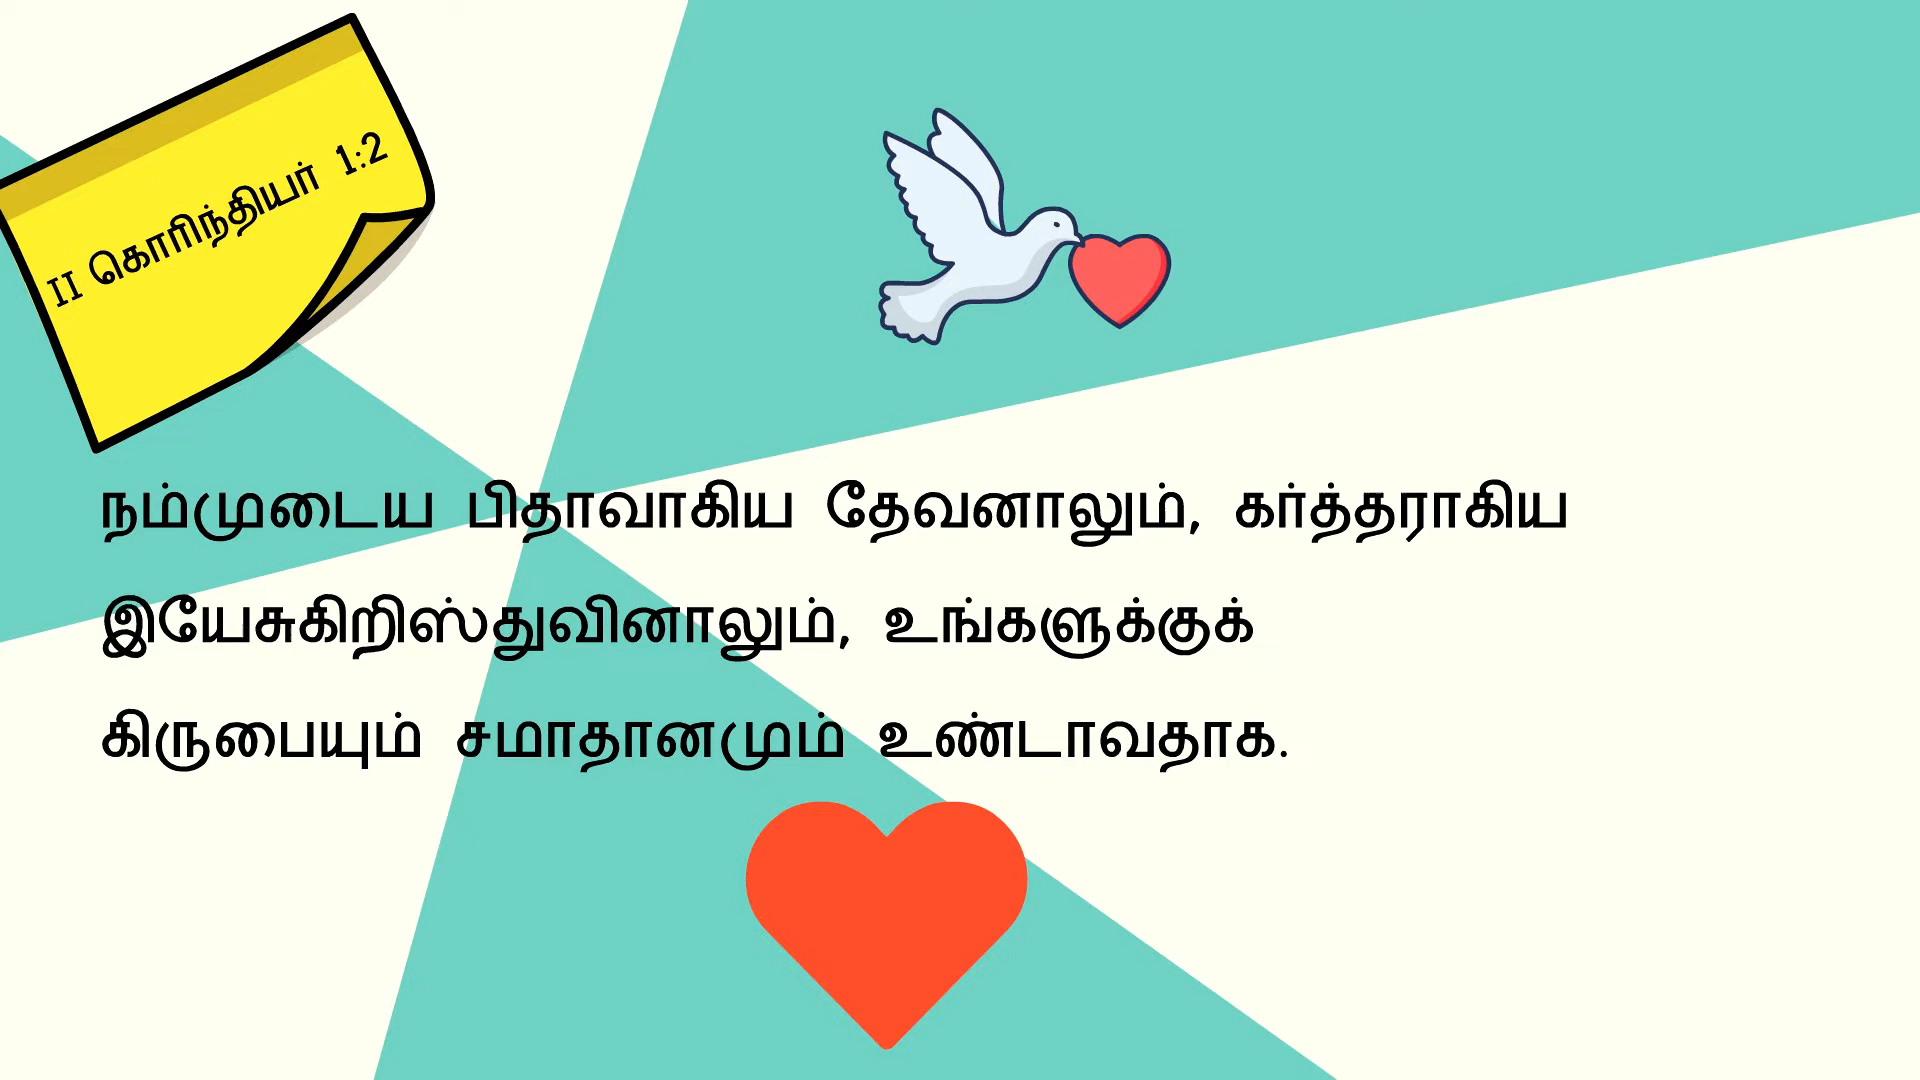 II கொரிந்தியர் 1:2
நம்முடைய பிதாவாகிய தேவனாலும், கர்த்தராகிய
இயேசுகிறிஸ்துவினாலும், உங்களுக்குக்
கிருபையும் சமாதானமும் உண்டாவதாக.